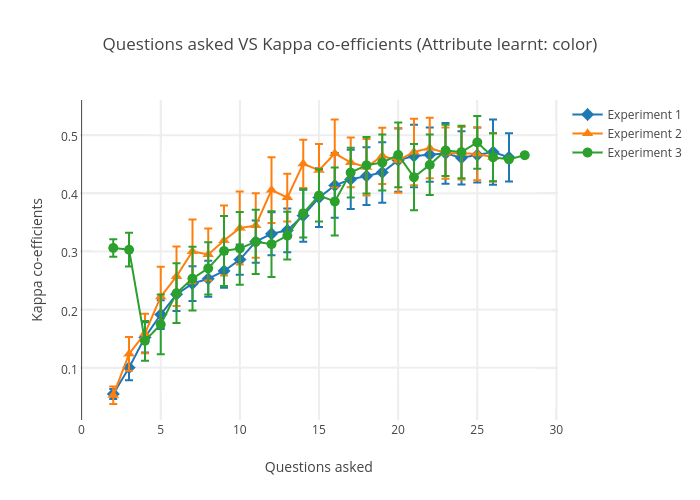 Questions asked VS Kappa co-efficients (Attribute learnt: color)
Experiment 1
Experiment 2
Experiment 3
Kappa co-efficients
0.5
0.4
0.3
0.2
0.1
0 5 10 15 20 25 30
Questions asked